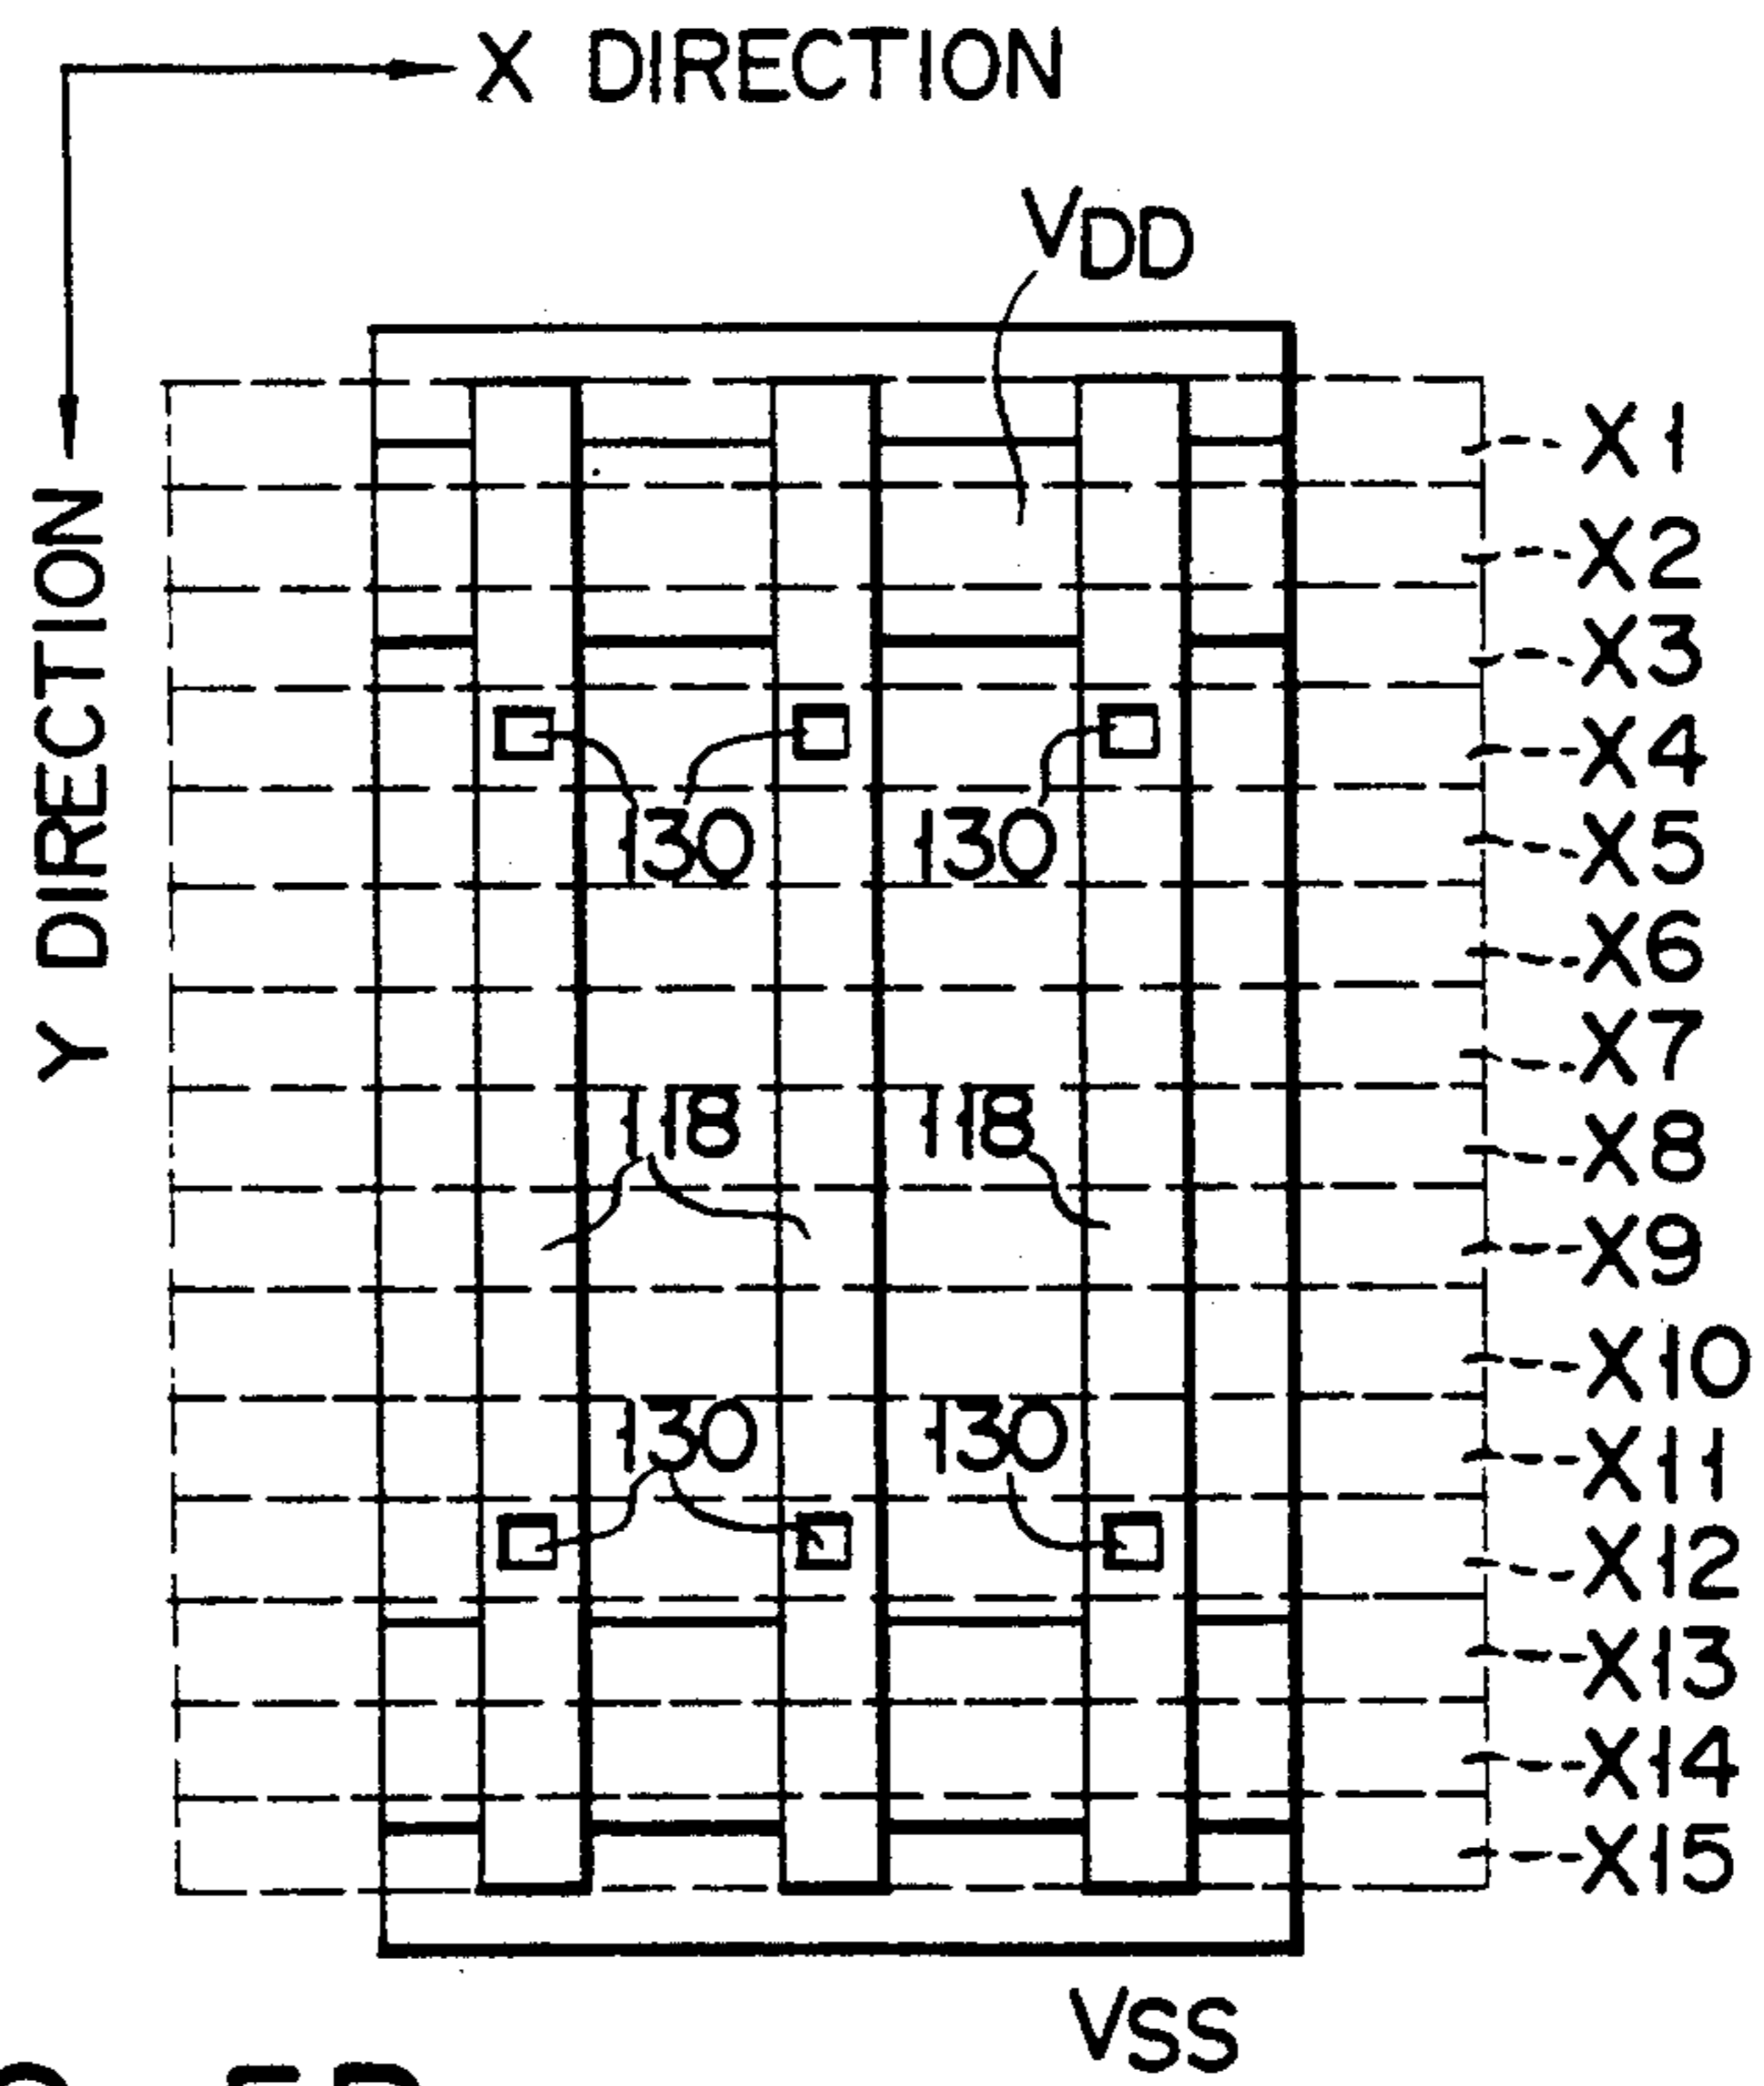 X DIRECTION
Y DIRECTION
VDD
X1
X2
X3
X4
130 130
X5
X6
X7
118 118
X8
X9
X10
130 130
X11
X12
X13
X14
X15
VSS